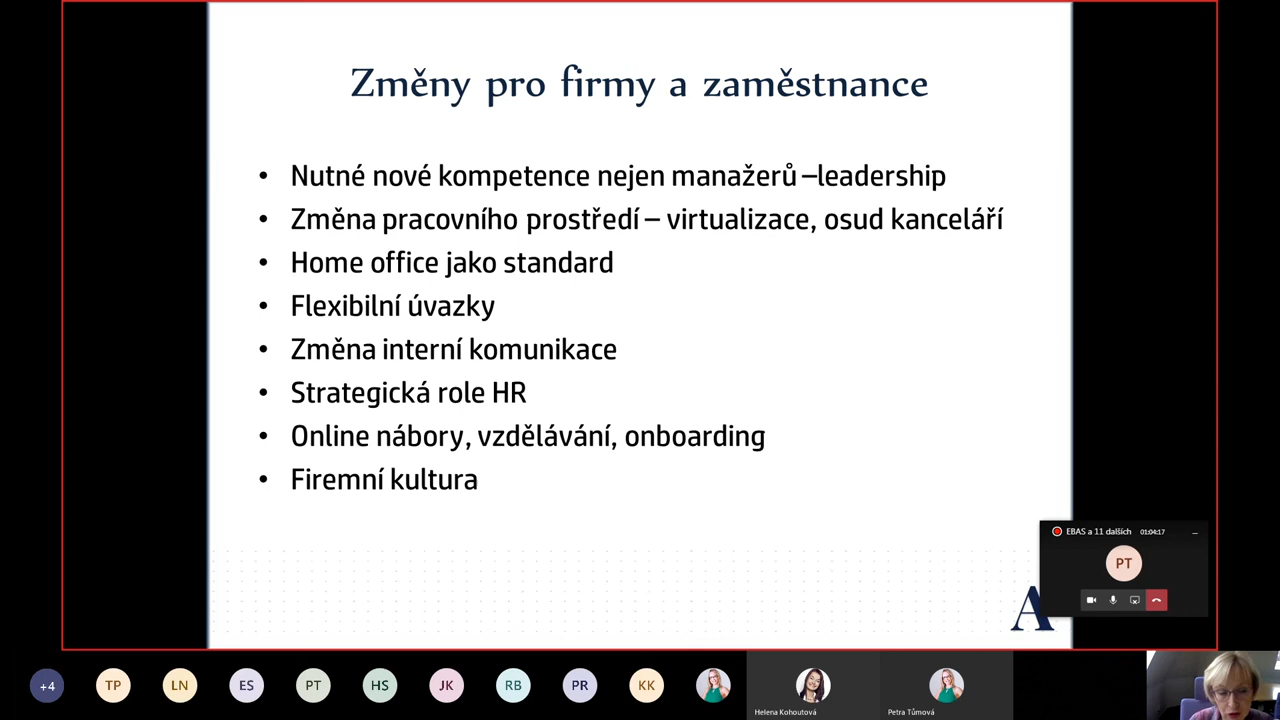 Změny pro firmy a zaměstnance
• Nutné nové kompetence nejen manažerů –leadership
• Změna pracovního prostředí – virtualizace, osud kanceláří
• Home office jako standard
• Flexibilní úvazky
• Změna interní komunikace
• Strategická role HR
• Online nábory, vzdělávání, onboarding
• Firemní kultura
EBAS a 11 dalších 01:04:17
PT
A
+4 TP LN ES PT HS JK RB PR KK
Helena Kohoutová
Petra Tůmová